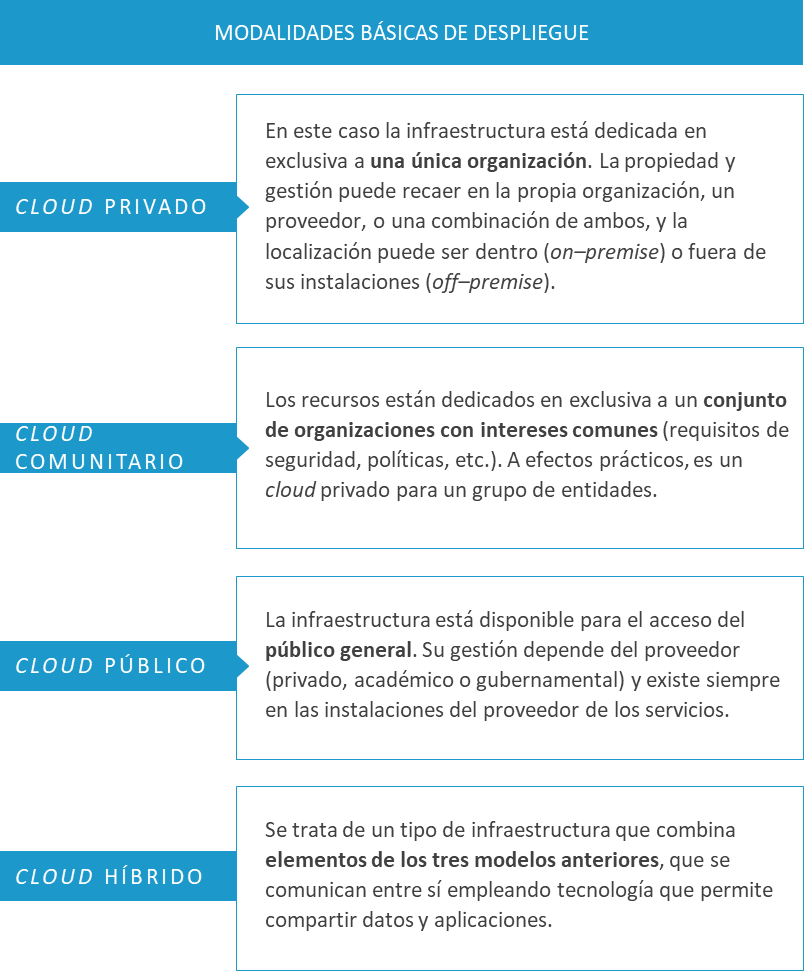 MODALIDADES BÁSICAS DE DESPLIEGUE
CLOUD PRIVADO
En este caso la infraestructura está dedicada en
exclusiva a una única organización. La propiedad y
gestión puede recaer en la propia organización, un
proveedor, o una combinación de ambos, y la
localización puede ser dentro (on–premise) o fuera de
sus instalaciones (off–premise).
CLOUD
COMUNITARIO
Los recursos están dedicados en exclusiva a un conjunto
de organizaciones con intereses comunes (requisitos de
seguridad, políticas, etc.). A efectos prácticos, es un
cloud privado para un grupo de entidades.
CLOUD PÚBLICO
La infraestructura está disponible para el acceso del
público general. Su gestión depende del proveedor
(privado, académico o gubernamental) y existe siempre
en las instalaciones del proveedor de los servicios.
CLOUD HÍBRIDO
Se trata de un tipo de infraestructura que combina
elementos de los tres modelos anteriores, que se
comunican entre sí empleando tecnología que permite
compartir datos y aplicaciones.